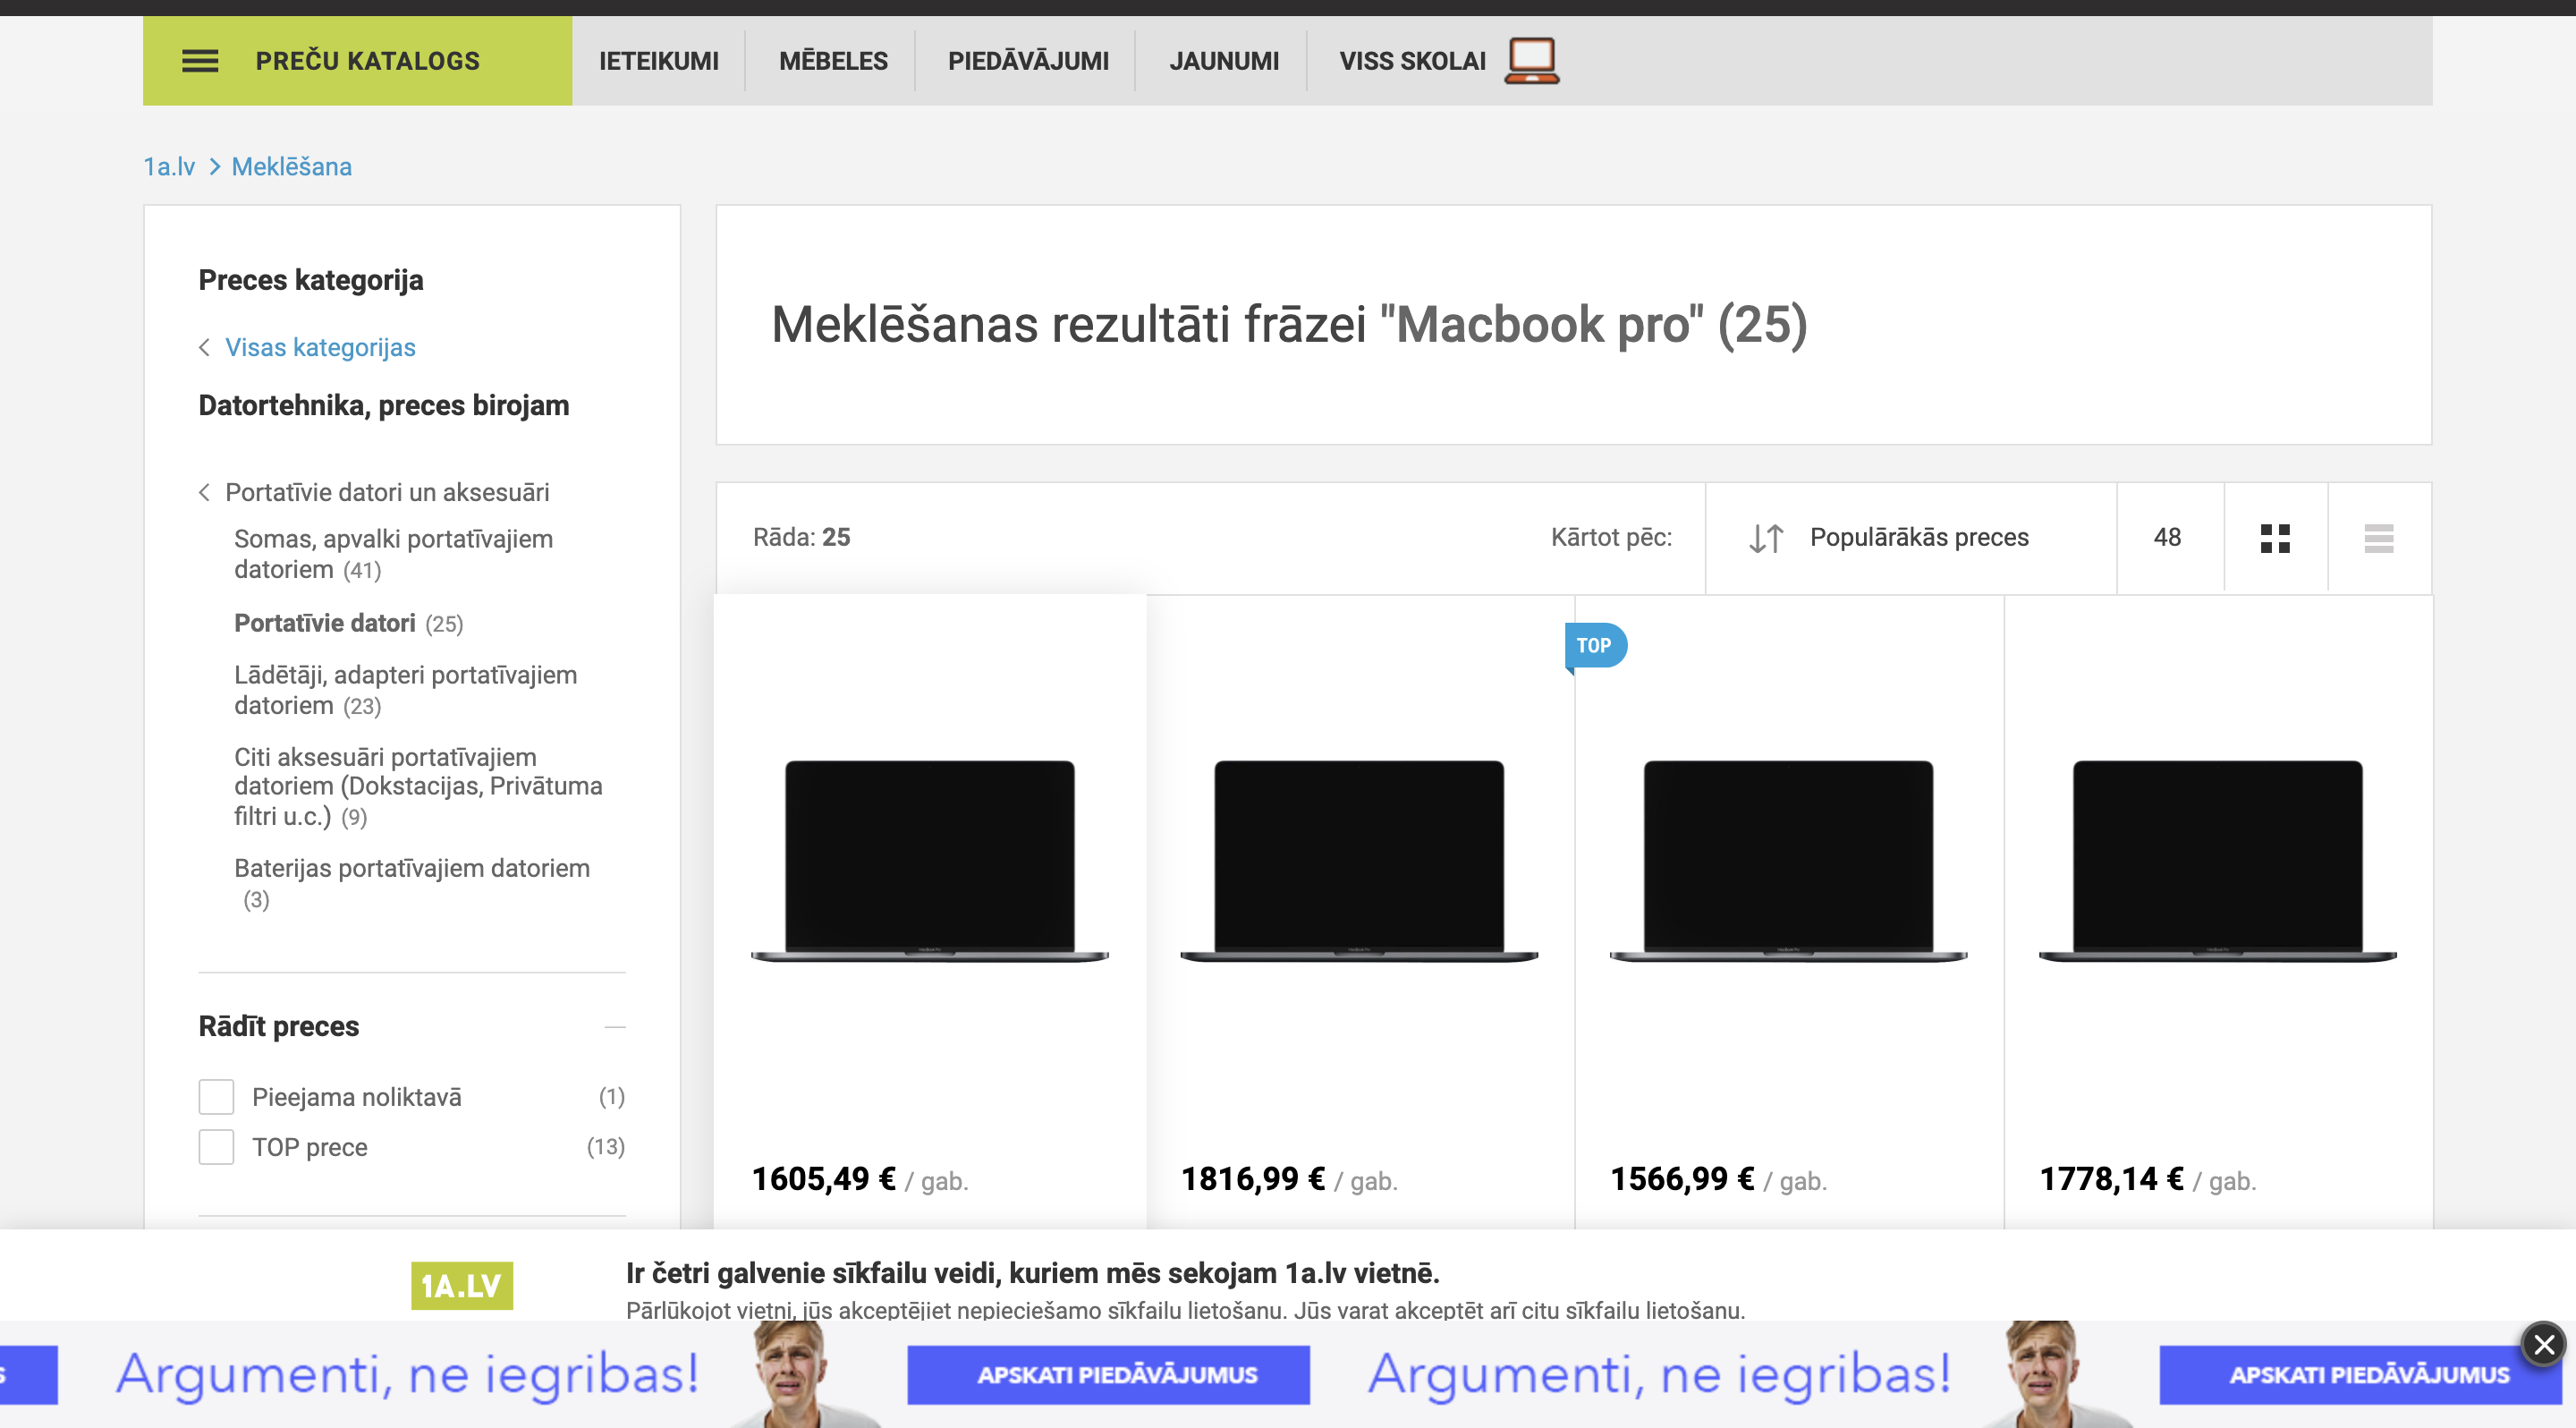 PREČU KATALOGS
IETEIKUMI
MĒBELES
PIEDĀVĀJUMI
JAUNUMI
VISS SKOLAI
1a.lv > Meklēšana
Preces kategorija
Visas kategorijas
Datortehnika, preces birojam
Portatīvie datori un aksesuāri
Somas, apvalki portatīvajiem
datoriem (41)
Portatīvie datori (25)
Lādētāji, adapteri portatīvajiem
datoriem (23)
Citi aksesuāri portatīvajiem
datoriem (Dokstacijas, Privātuma
filtri u.c.) (9)
Baterijas portatīvajiem datoriem
(3)
Rādīt preces
Pieejama noliktavā (1)
TOP prece (13)
Meklēšanas rezultāti frāzei "Macbook pro" (25)
Rāda: 25
Kārtot pēc:
Populārākās preces
48
TOP
1605,49 € / gab.
1816,99 € / gab.
1566,99 € / gab.
1778,14 € / gab.
1A.LV
Ir četri galvenie sīkfailu veidi, kuriem mēs sekojam 1a.lv vietnē.
Pārlūkojot vietni, jūs akceptējiet nepieciešamo sīkfailu lietošanu. Jūs varat akceptēt arī citu sīkfailu lietošanu.
Argumenti, ne iegribas!
APSKATI PIEDĀVĀJUMUS
Argumenti, ne iegribas!
APSKATI PIEDĀVĀJUMUS